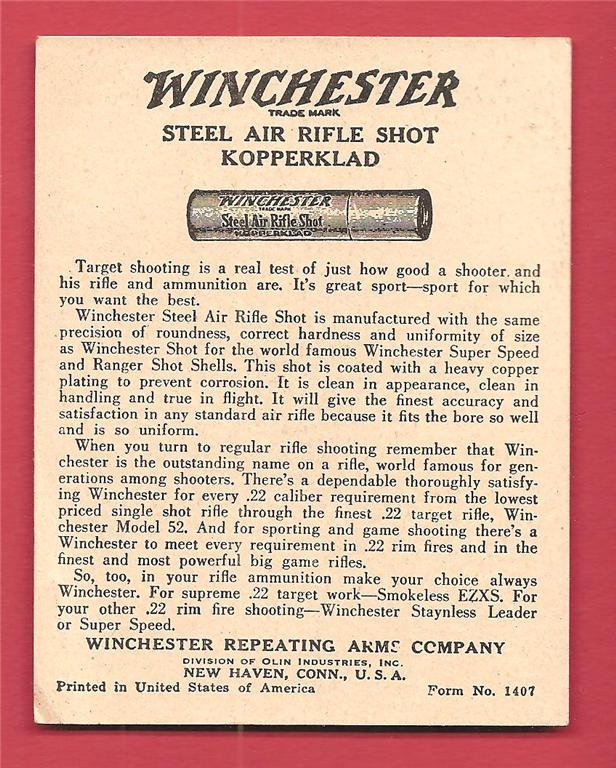 WINCHESTER
TRADE MARK
STEEL AIR RIFLE SHOT
KOPPERKLAD
WINCHESTER
TRADE MARK
Steel Air Rifle Shot
KOPPERKLAD
Target shooting is a real test of just how good a shooter and
his rifle and ammunition are. It's great sport—sport for which
you want the best.
Winchester Steel Air Rifle Shot is manufactured with the same
precision of roundness, correct hardness and uniformity of size
as Winchester Shot for the world famous Winchester Super Speed
and Ranger Shot Shells. This shot is coated with a heavy copper
plating to prevent corrosion. It is clean in appearance, clean in
handling and true in flight. It will give the finest accuracy and
satisfaction in any standard air rifle because it fits the bore so well
and is so uniform.
When you turn to regular rifle shooting remember that Win-
chester is the outstanding name on a rifle, world famous for gen-
erations among shooters. There's a dependable thoroughly satisfy-
ing Winchester for every .22 caliber requirement from the lowest
priced single shot rifle through the finest .22 target rifle, Win-
chester Model 52. And for sporting and game shooting there's a
Winchester to meet every requirement in .22 rim fires and in the
finest and most powerful big game rifles.
So, too, in your rifle ammunition make your choice always
Winchester. For supreme .22 target work—Smokeless EZXS. For
your other .22 rim fire shooting—Winchester Staynless Leader
or Super Speed.
WINCHESTER REPEATING ARMS COMPANY
DIVISION OF OLIN INDUSTRIES, INC.
NEW HAVEN, CONN., U. S. A.
Printed in United States of America Form No. 1407